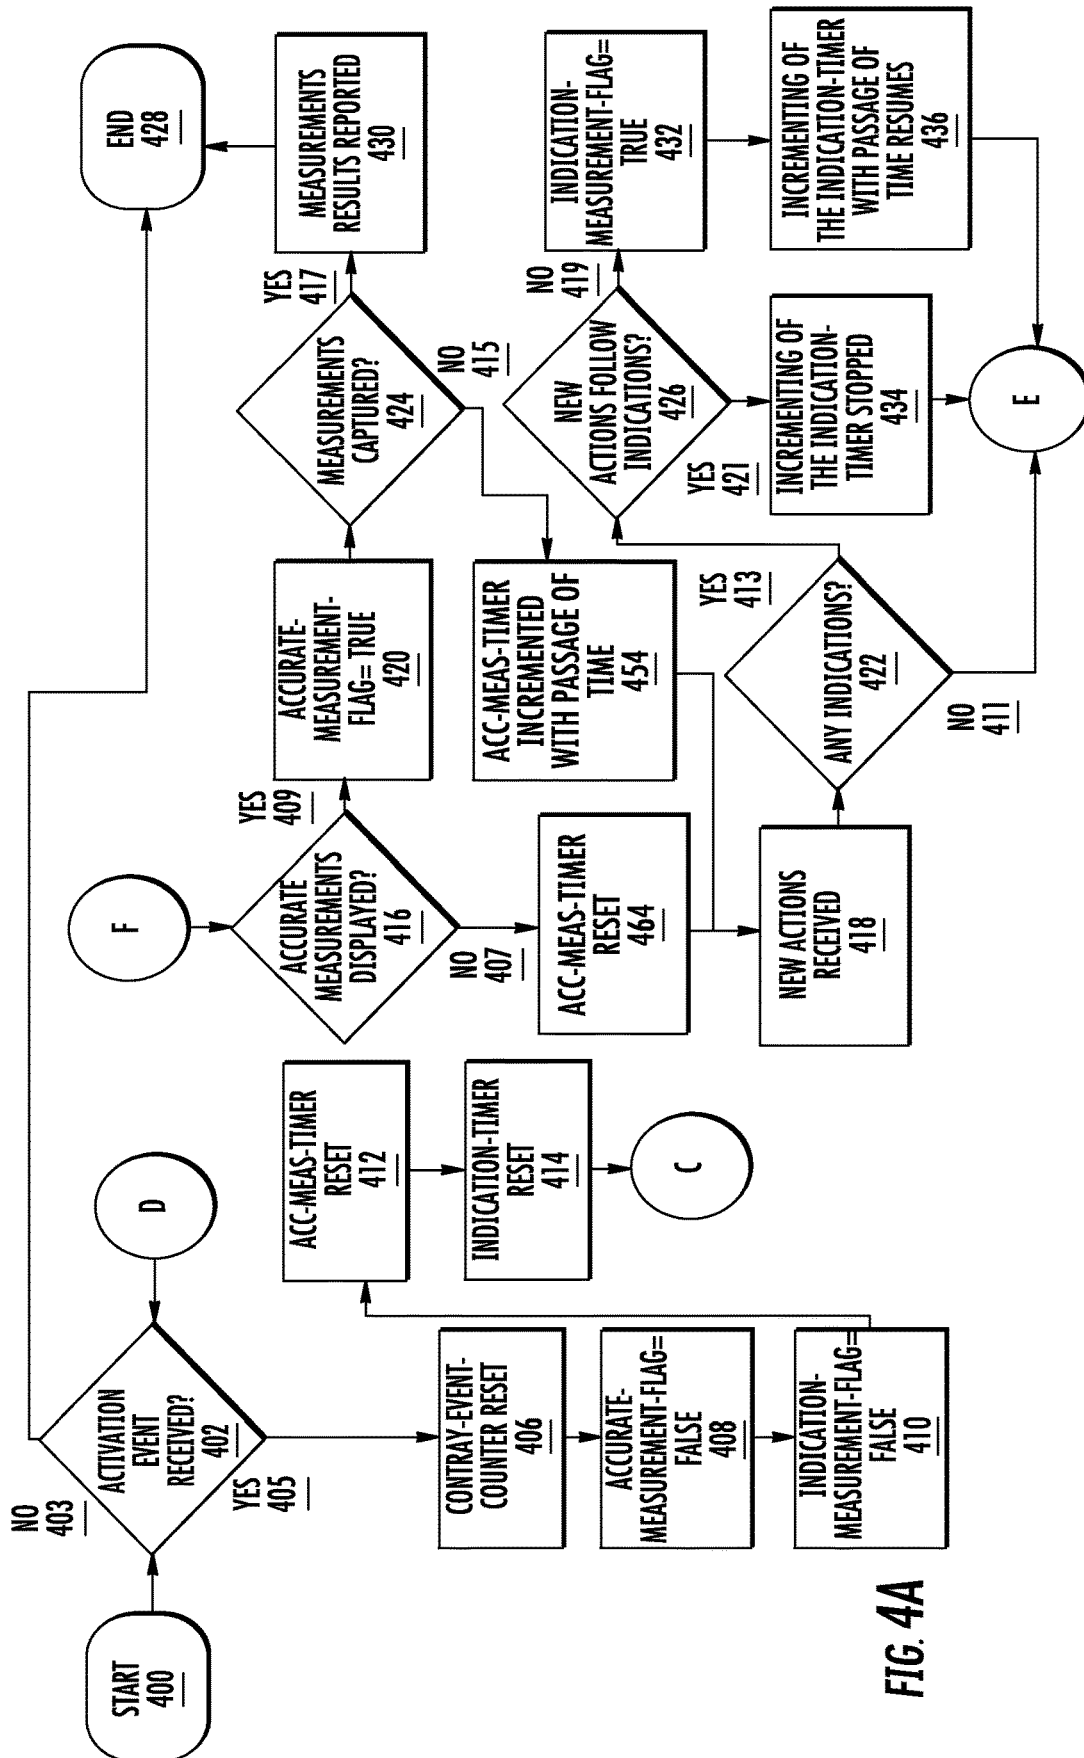 START
400
NO
403
ACTIVATION
EVENT
RECEIVED?
402
YES
405
D
CONTRAY-EVENT-
COUNTER RESET
406
ACCURATE-
MEASUREMENT-FLAG=
FALSE
408
INDICATION-
MEASUREMENT-FLAG=
FALSE
410
ACC-MEAS-TIMER
RESET
412
INDICATION-TIMER
RESET
414
C
F
ACCURATE
MEASUREMENTS
DISPLAYED?
416
YES
409
NO
407
ACC-MEAS-TIMER
RESET
464
NEW ACTIONS
RECEIVED
418
ACCURATE-
MEASUREMENT-
FLAG= TRUE
420
ACC-MEAS-TIMER
INCREMENTED
WITH PASSAGE OF
TIME
454
ANY INDICATIONS?
422
YES
413
NO
411
MEASUREMENTS
CAPTURED?
424
YES
417
NO
415
NEW
ACTIONS FOLLOW
INDICATIONS?
426
NO
419
YES
421
END
428
MEASUREMENTS
RESULTS REPORTED
430
INDICATION-
MEASUREMENT-FLAG=
TRUE
432
INCREMENTING OF
THE INDICATION-
TIMER STOPPED
434
INCREMENTING OF
THE INDICATION-TIMER
WITH PASSAGE OF
TIME RESUMES
436
E
FIG. 4A